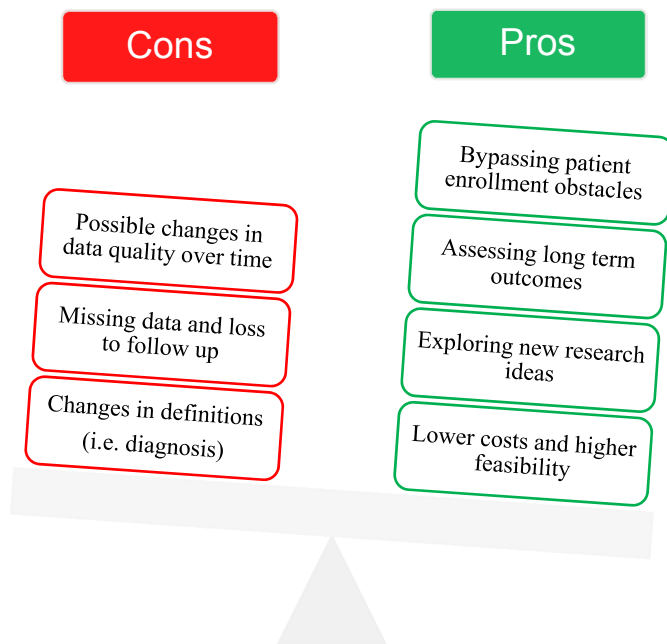 Cons
Pros
Possible changes in
data quality over time
Missing data and loss
to follow up
Changes in definitions
(i.e. diagnosis)
Bypassing patient
enrollment obstacles
Assessing long term
outcomes
Exploring new research
ideas
Lower costs and higher
feasibility